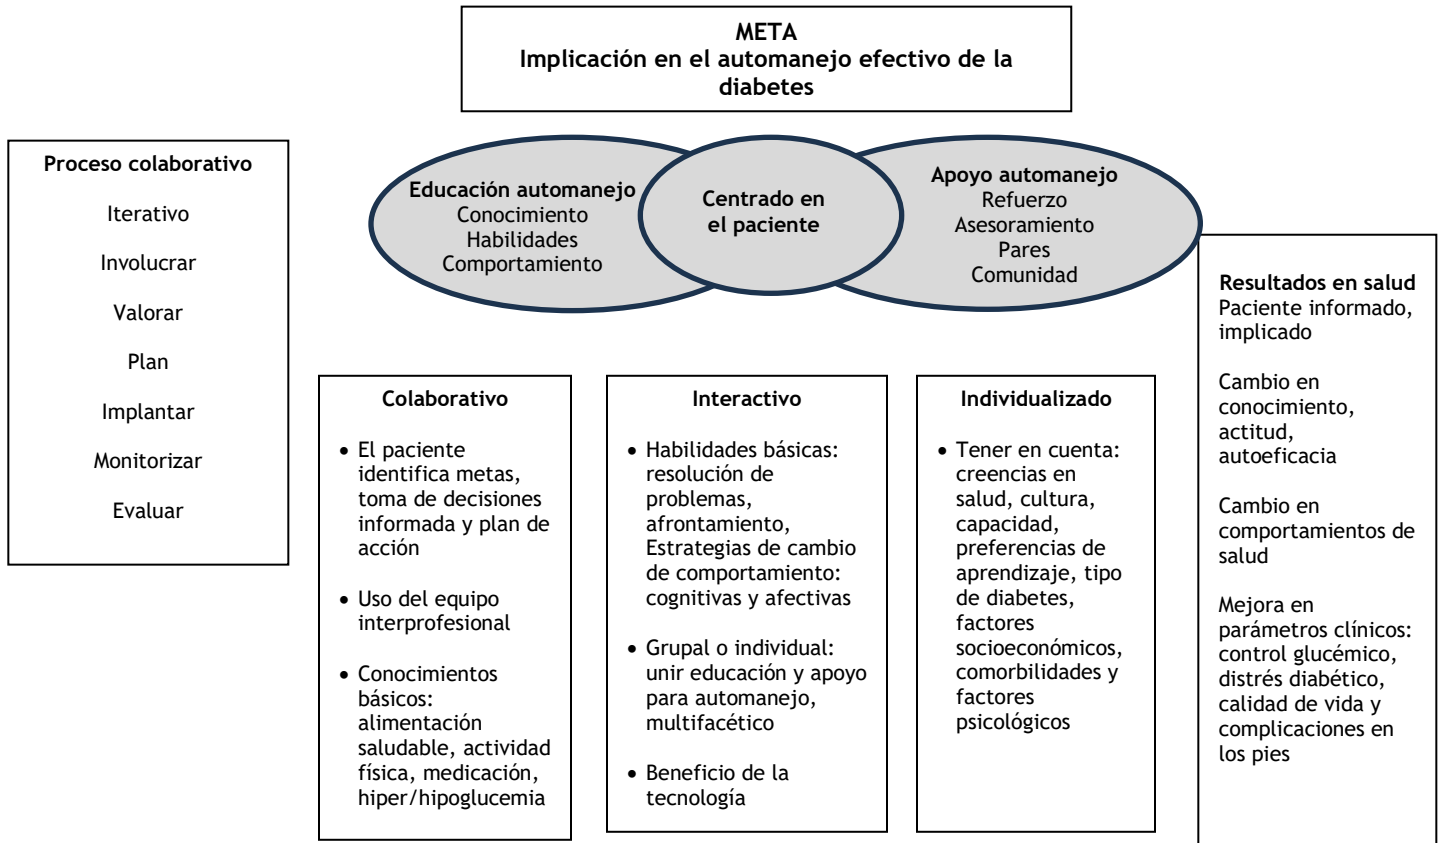 META
Implicación en el automanejo efectivo de la
diabetes
Proceso colaborativo
Iterativo
Involucrar
Valorar
Plan
Implantar
Monitorizar
Evaluar
Educación automanejo
Conocimiento
Habilidades
Comportamiento
Centrado en
el paciente
Apoyo automanejo
Refuerzo
Asesoramiento
Pares
Comunidad
Colaborativo
• El paciente
identifica metas,
toma de decisiones
informada y plan de
acción
• Uso del equipo
interprofesional
• Conocimientos
básicos:
alimentación
saludable, actividad
física, medicación,
hiper/hipoglucemia
Interactivo
• Habilidades básicas:
resolución de
problemas,
afrontamiento,
Estrategias de cambio
de comportamiento:
cognitivas y afectivas
• Grupal o individual:
unir educación y apoyo
para automanejo,
multifacético
• Beneficio de la
tecnología
Individualizado
• Tener en cuenta:
creencias en
salud, cultura,
capacidad,
preferencias de
aprendizaje, tipo
de diabetes,
factores
socioeconómicos,
comorbilidades y
factores
psicológicos
Resultados en salud
Paciente informado,
implicado
Cambio en
conocimiento,
actitud,
autoeficacia
Cambio en
comportamientos de
salud
Mejora en
parámetros clínicos:
control glucémico,
distrés diabético,
calidad de vida y
complicaciones en
los pies